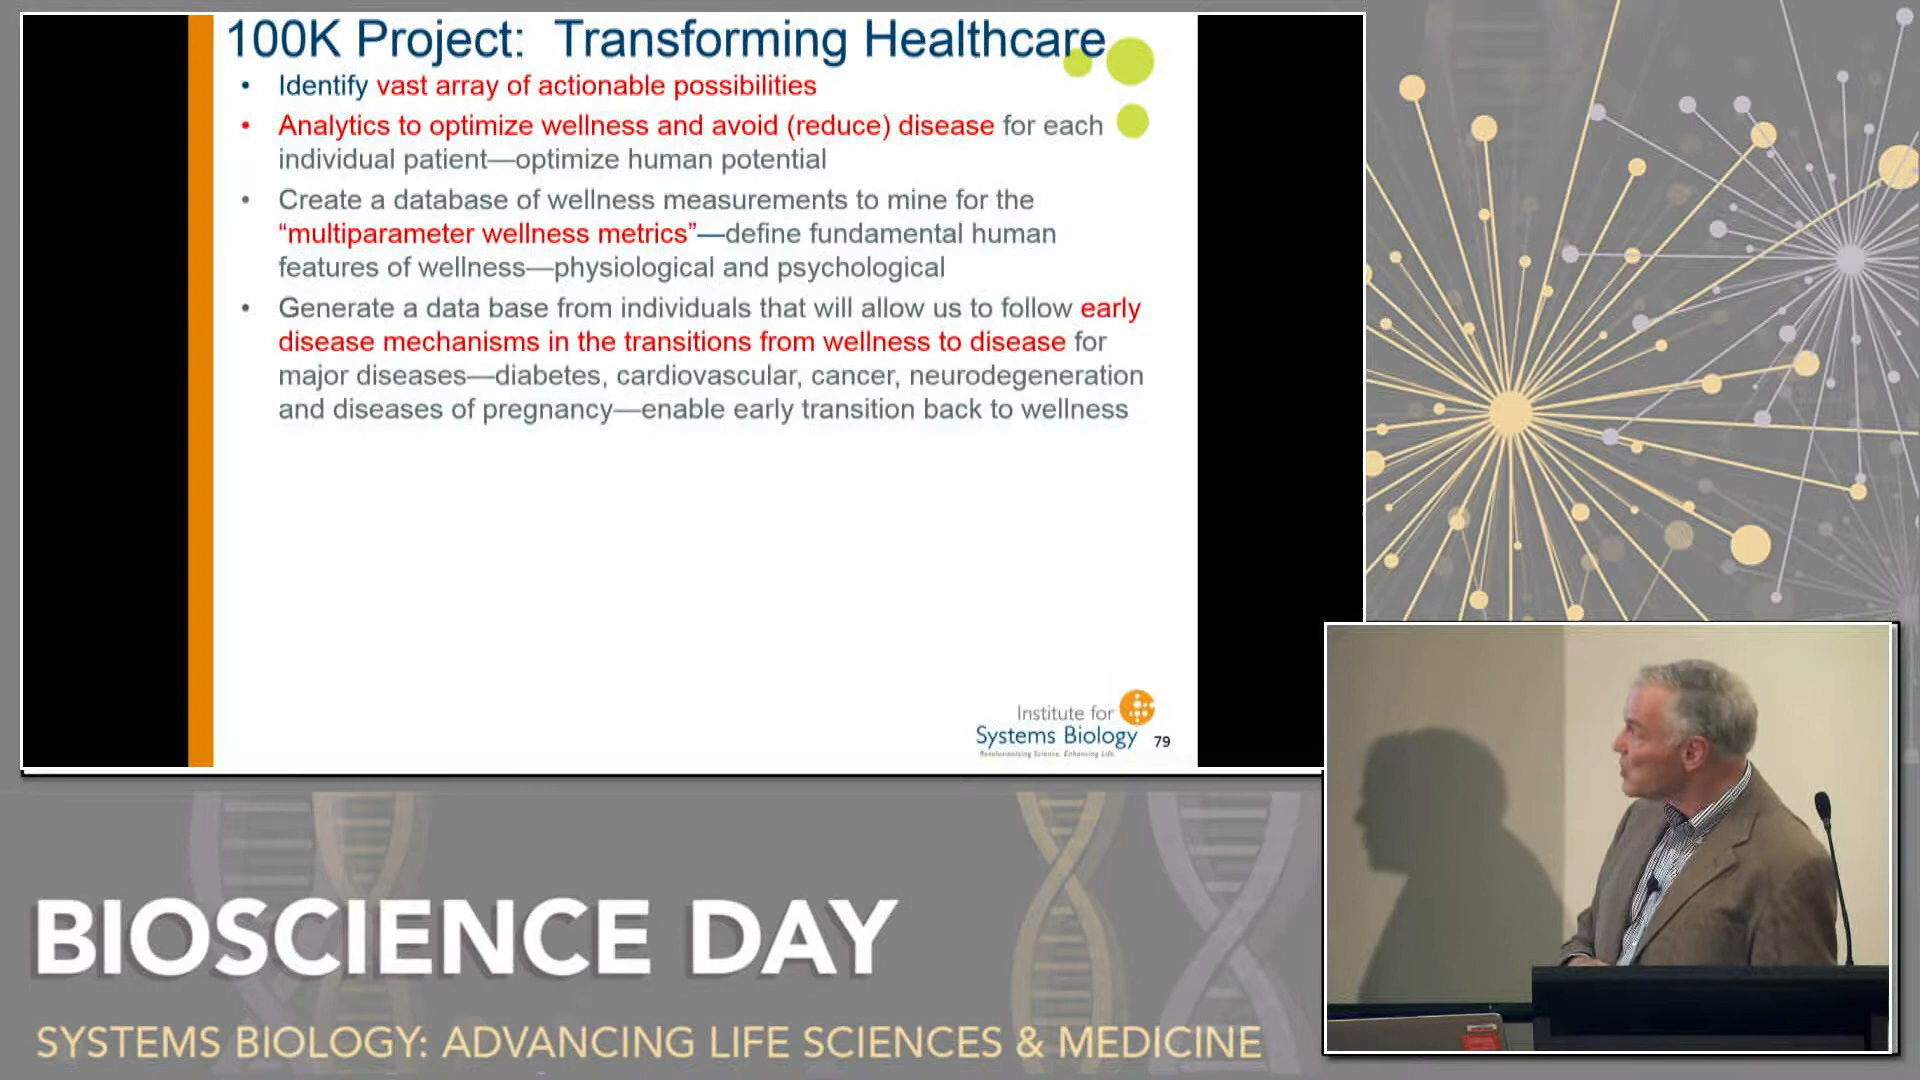 100K Project: Transforming Healthcare
• Identify vast array of actionable possibilities
• Analytics to optimize wellness and avoid (reduce) disease for each
individual patient—optimize human potential
• Create a database of wellness measurements to mine for the
“multiparameter wellness metrics”—define fundamental human
features of wellness—physiological and psychological
• Generate a data base from individuals that will allow us to follow early
disease mechanisms in the transitions from wellness to disease for
major diseases—diabetes, cardiovascular, cancer, neurodegeneration
and diseases of pregnancy—enable early transition back to wellness
Institute for
Systems Biology
Revolutionizing Science. Enhancing Life.
79
BIOSCIENCE DAY
SYSTEMS BIOLOGY: ADVANCING LIFE SCIENCES & MEDICINE